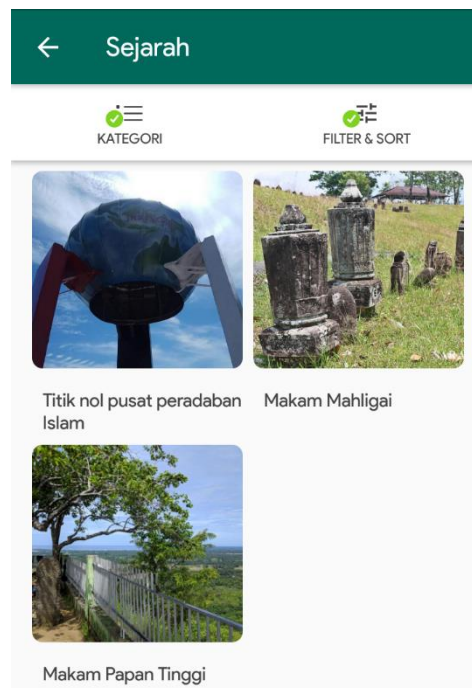 Sejarah
KATEGORI
FILTER & SORT
Titik nol pusat peradaban
Islam
Makam Mahligai
Makam Papan Tinggi